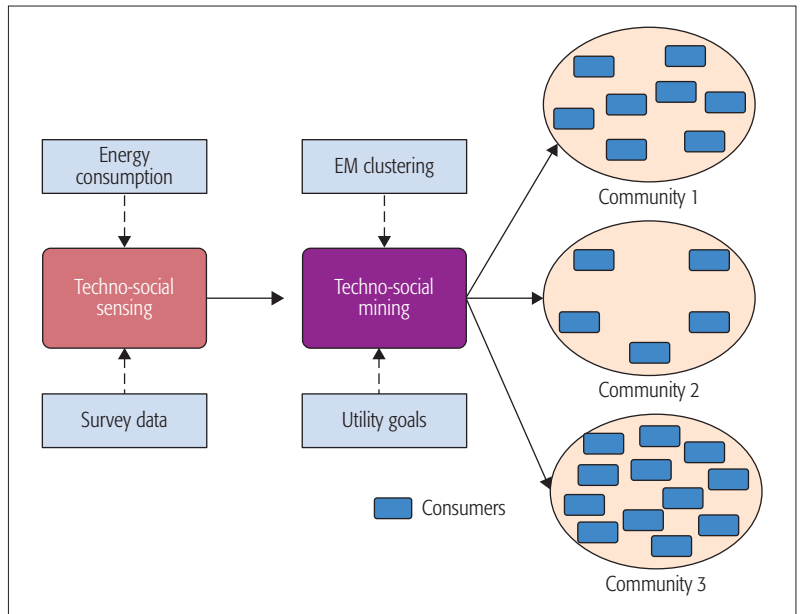 Energy
consumption
EM clustering
Community 1
Techno-social
sensing
Techno-social
mining
Community 2
Survey data
Utility goals
Consumers
Community 3